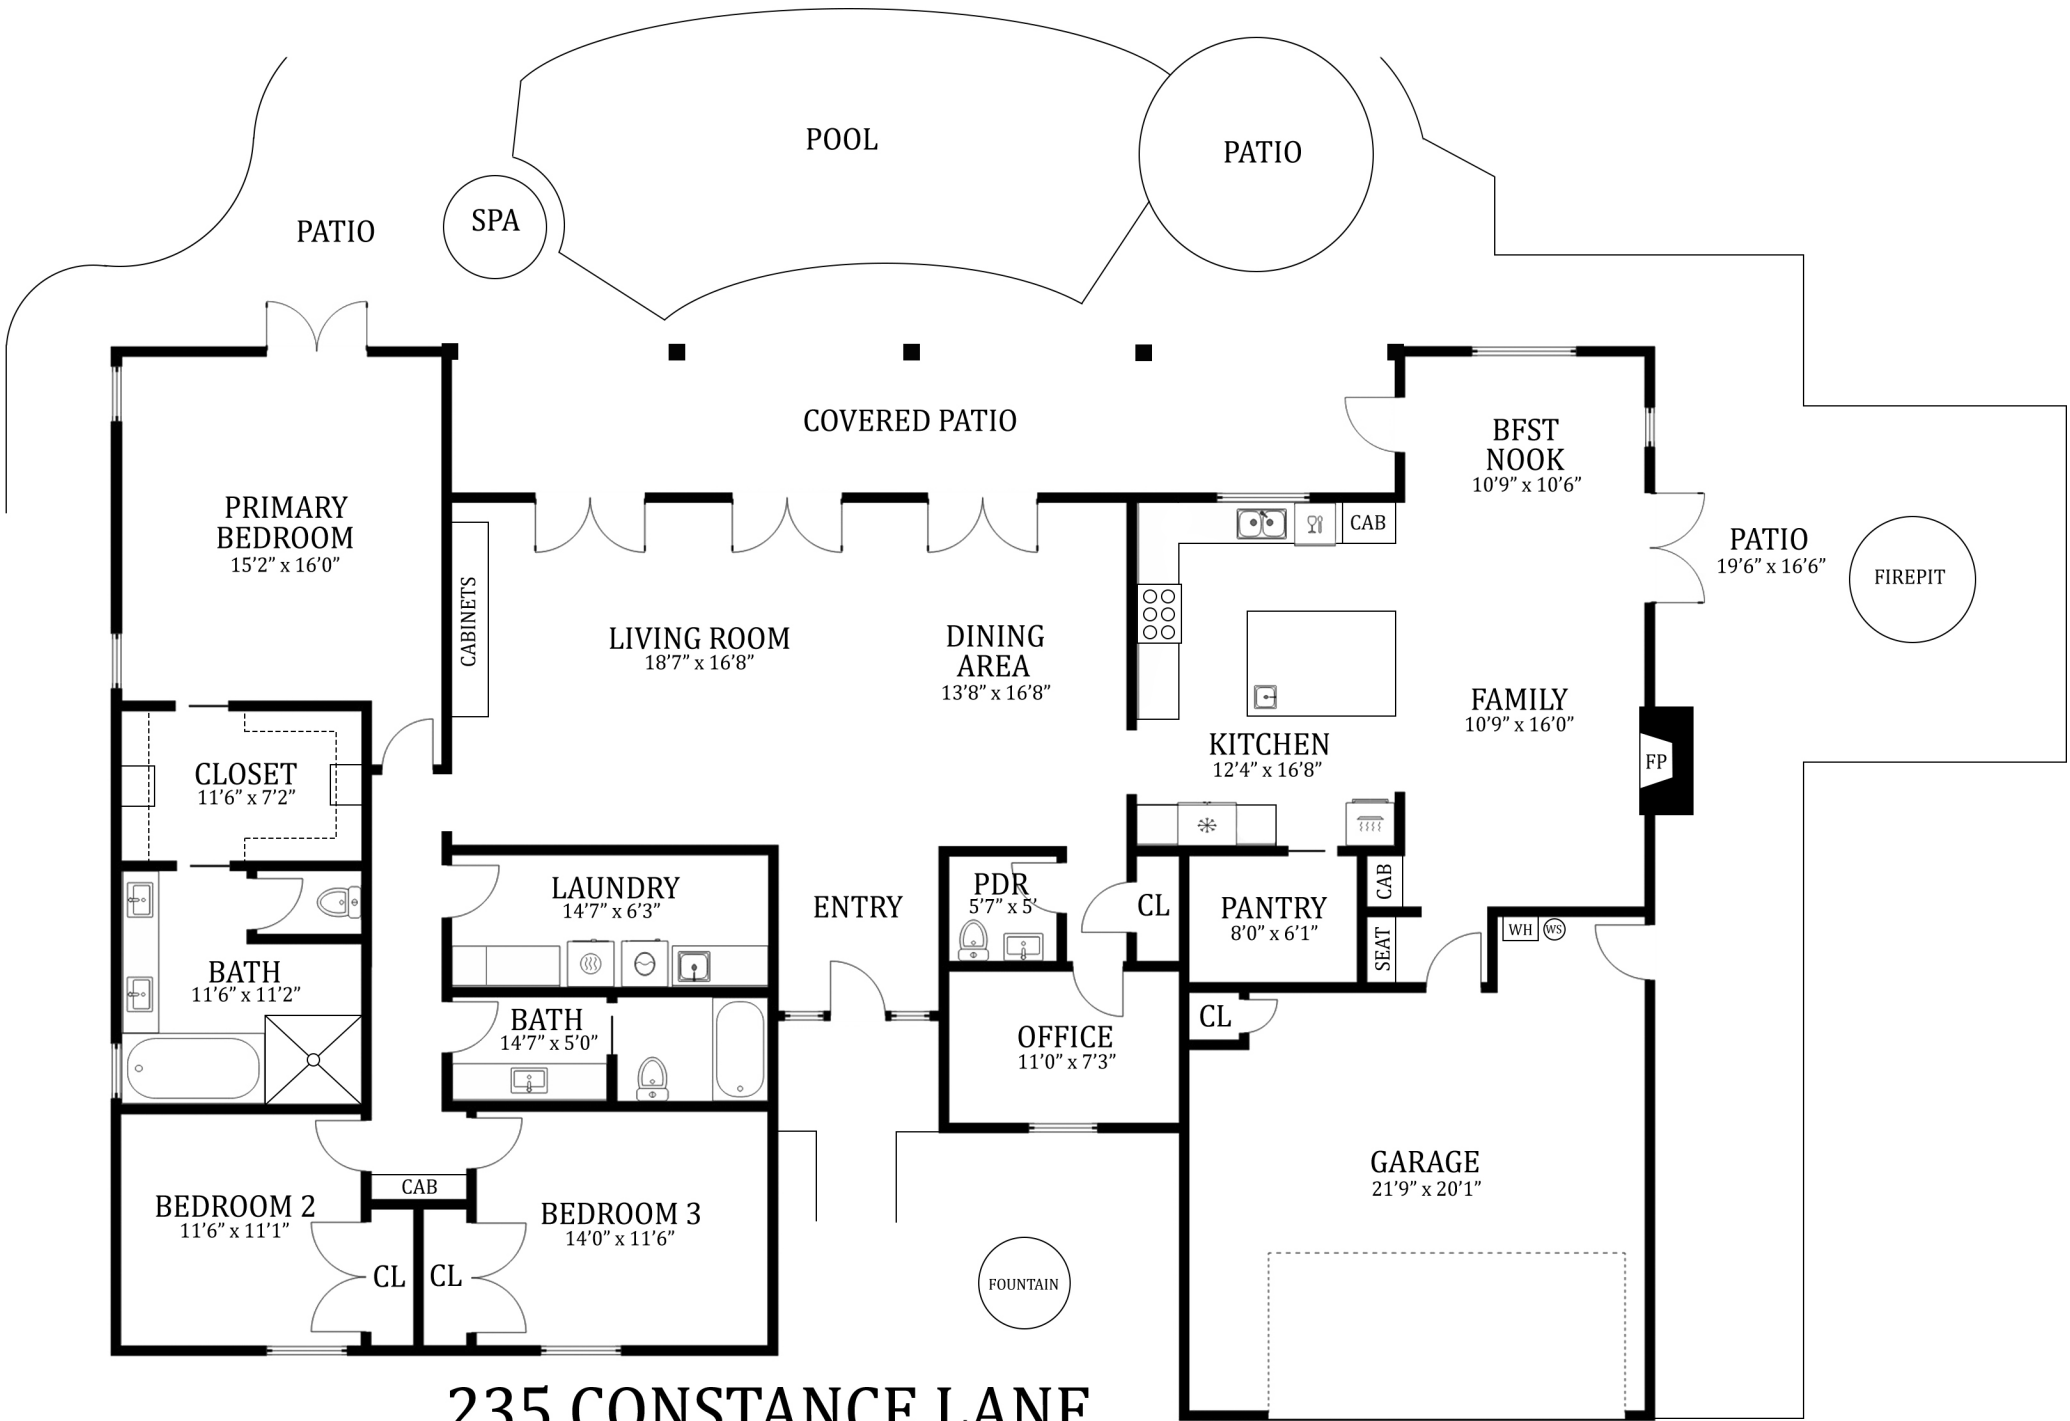 POOL
PATIO
SPA
PATIO
COVERED PATIO
BFST
NOOK
10’9” x 10’6”
PRIMARY
BEDROOM
15’2” x 16’0”
CAB
PATIO
19’6” x 16’6”
FIREPIT
CABINETS
LIVING ROOM
18’7” x 16’8”
DINING
AREA
13’8” x 16’8”
FAMILY
10’9” x 16’0”
KITCHEN
12’4” x 16’8”
FP
CLOSET
11’6” x 7’2”
LAUNDRY
14’7” x 6’3”
ENTRY
PDR
5’7” x 5’
CL
PANTRY
8’0” x 6’1”
CAB
SEAT
WH
WS
BATH
11’6” x 11’2”
BATH
14’7” x 5’0”
OFFICE
11’0” x 7’3”
CL
GARAGE
21’9” x 20’1”
CAB
BEDROOM 2
11’6” x 11’1”
BEDROOM 3
14’0” x 11’6”
CL
CL
FOUNTAIN
235 CONSTANCE LANE